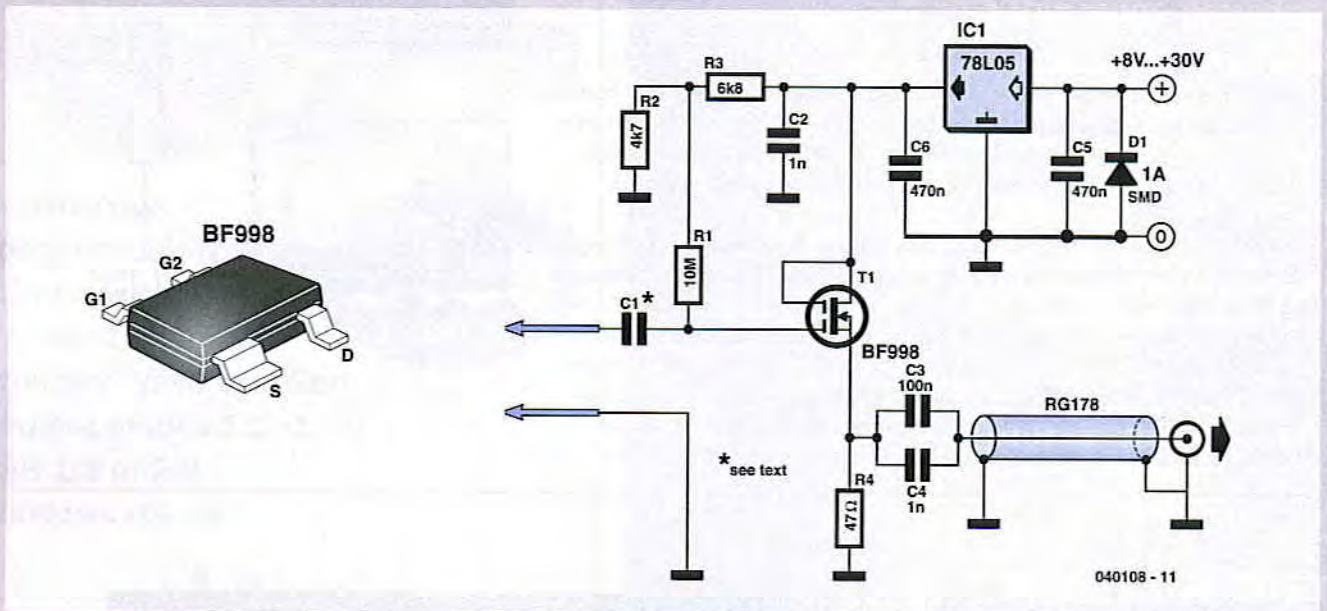 IC1
78L05
+8V...+30V
+
R3
6k8
R2
4k7
C2
1n
C6
470n
C5
470n
D1
1A
SMD
0
R1
10M
C1*
T1
BF998
BF998
G2
G1
D
S
C3
100n
C4
1n
RG178
R4
47Ω
* see text
040108 - 11